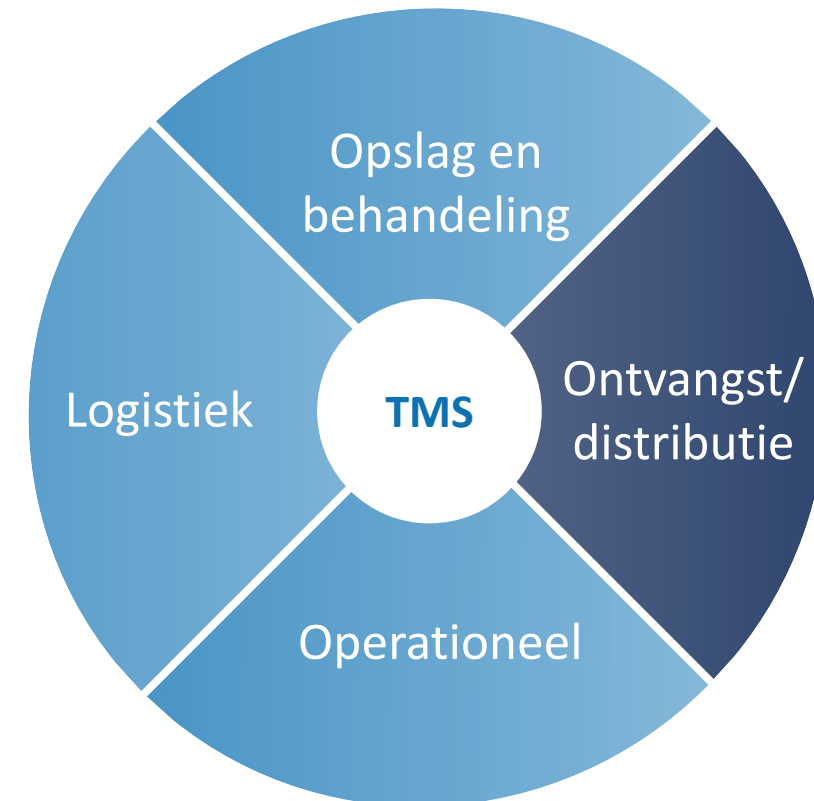 Opslag en
behandeling
Logistiek
TMS
Ontvangst/
distributie
Operationeel